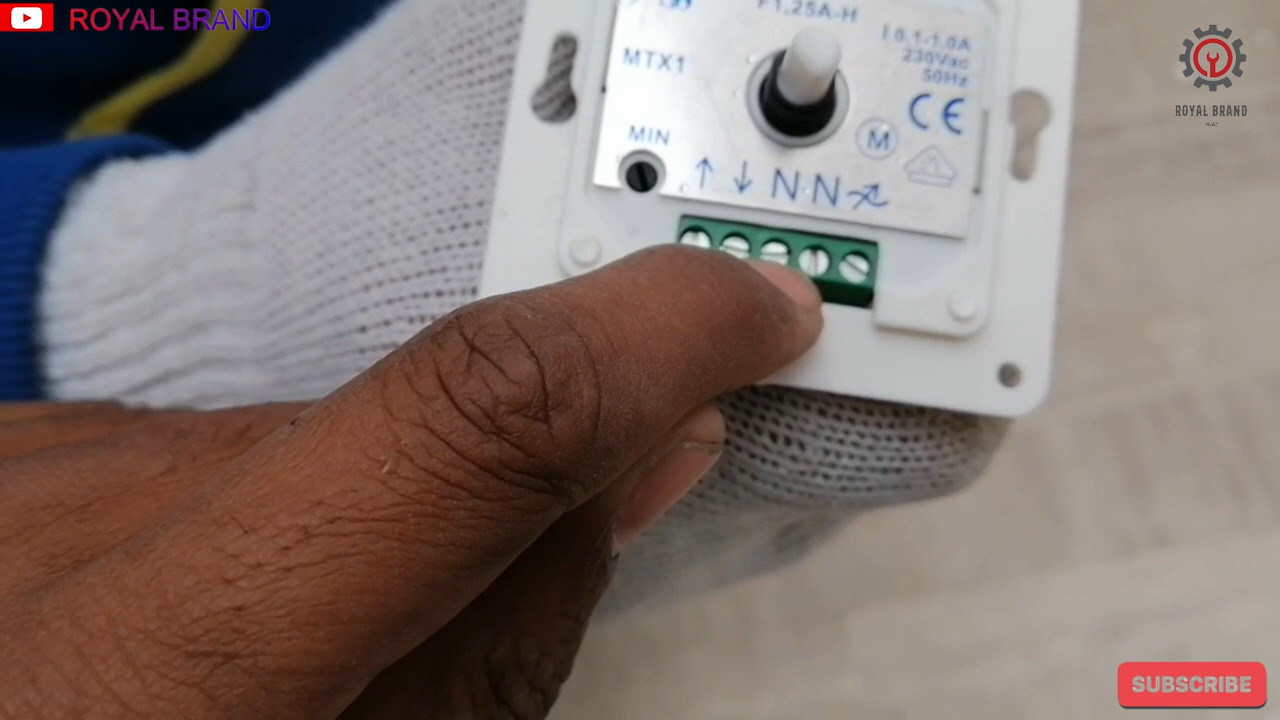 ROYAL BRAND
F1,25A-H
I 0.1-1.0A
230Vac
50Hz
MTX1
CE
MIN
M
N N
ROYAL BRAND
SUBSCRIBE